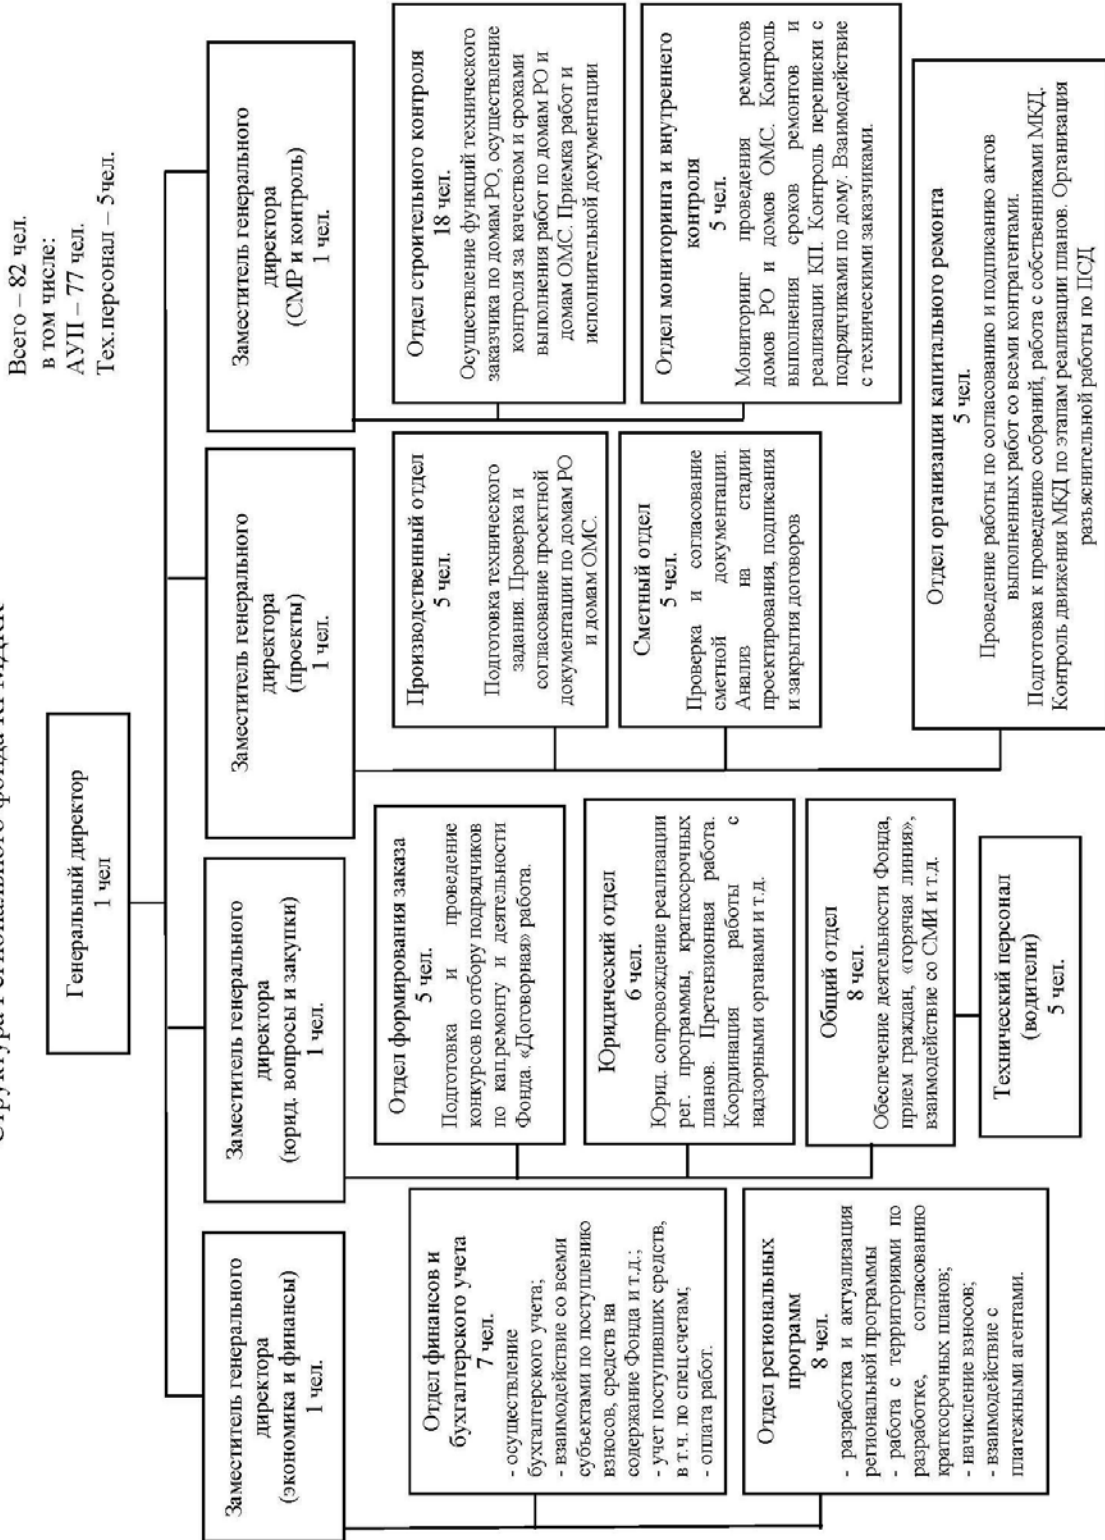 Всего – 82 чел.
в том числе:
АУП – 77 чел.
Тех.персонал – 5чел.
Генеральный директор
1 чел
Заместитель генерального
директора
(экономика и финансы)
1 чел.
Заместитель генерального
директора
(юрид. вопросы и закупки)
1 чел.
Заместитель генерального
директора
(проекты)
1 чел.
Заместитель генерального
директора
(СМР и контроль)
1 чел.
Отдел финансов и
бухгалтерского учета
7 чел.
- осуществление
бухгалтерского учета;
- взаимодействие со всеми
субъектами по поступлению
взносов, средств на
содержание Фонда и т.д.;
- учет поступивших средств,
в т.ч. по спец.счетам;
- оплата работ.
Отдел региональных
программ
8 чел.
- разработка и актуализация
региональной программы
- работа с территориями по
разработке, согласованию
краткосрочных планов;
- начисление взносов;
- взаимодействие с
платежными агентами.
Отдел формирования заказа
5 чел.
Подготовка и проведение
конкурсов по отбору подрядчиков
по кап.ремонту и деятельности
Фонда. «Договорная» работа.
Юридический отдел
6 чел.
Юрид. сопровождение реализации
рег. программы, краткосрочных
планов. Претензионная работа.
Координация работы с
надзорными органами и т.д.
Общий отдел
8 чел.
Обеспечение деятельности Фонда,
прием граждан, «горячая линия»,
взаимодействие со СМИ и т.д.
Технический персонал
(водители)
5 чел.
Производственный отдел
5 чел.
Подготовка технического
задания. Проверка и
согласование проектной
документации по домам РО
и домам ОМС.
Сметный отдел
5 чел.
Проверка и согласование
сметной документации.
Анализ на стадии
проектирования, подписания
и закрытия договоров
Отдел организации капитального ремонта
5 чел.
Проведение работы по согласованию и подписанию актов
выполненных работ со всеми контрагентами.
Подготовка к проведению собраний, работа с собственниками МКД.
Контроль движения МКД по этапам реализации планов. Организация
разъяснительной работы по ПСД
Отдел строительного контроля
18 чел.
Осуществление функций технического
заказчика по домам РО, осуществление
контроля за качеством и сроками
выполнения работ по домам РО и
домам ОМС. Приемка работ и
исполнительной документации
Отдел мониторинга и внутреннего
контроля
5 чел.
Мониторинг проведения ремонтов
домов РО и домов ОМС. Контроль
выполнения сроков ремонтов и
реализации КП. Контроль переписки с
подрядчиками по дому. Взаимодействие
с техническими заказчиками.